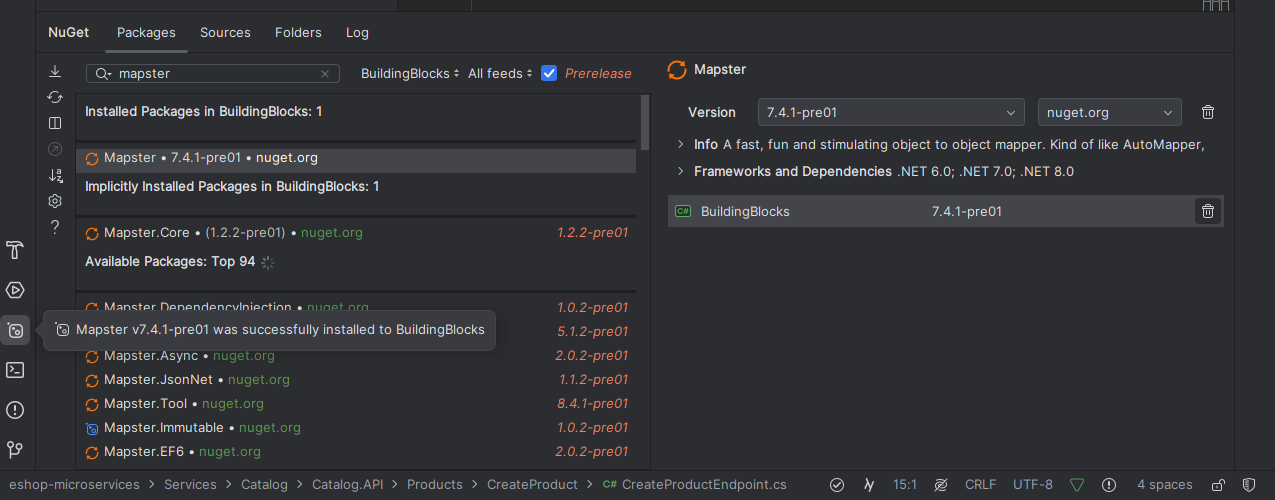 NuGet Packages Sources Folders Log
mapster BuildingBlocks All feeds Prerelease
Installed Packages in BuildingBlocks: 1
Mapster • 7.4.1-pre01 • nuget.org
Implicitly Installed Packages in BuildingBlocks: 1
Mapster.Core • (1.2.2-pre01) • nuget.org 1.2.2-pre01
Available Packages: Top 94
Mapster.DependencyInjection • nuget.org 1.0.2-pre01
Mapster v7.4.1-pre01 was successfully installed to BuildingBlocks
5.1.2-pre01
Mapster.Async • nuget.org 2.0.2-pre01
Mapster.JsonNet • nuget.org 1.1.2-pre01
Mapster.Tool • nuget.org 8.4.1-pre01
Mapster.Immutable • nuget.org 1.0.2-pre01
Mapster.EF6 • nuget.org 2.0.2-pre01
Mapster
Version 7.4.1-pre01 nuget.org
Info A fast, fun and stimulating object to object mapper. Kind of like AutoMapper,
Frameworks and Dependencies .NET 6.0; .NET 7.0; .NET 8.0
C# BuildingBlocks 7.4.1-pre01
eshop-microservices > Services > Catalog > Catalog.API > Products > CreateProduct > C# CreateProductEndpoint.cs 15:1 CRLF UTF-8 4 spaces